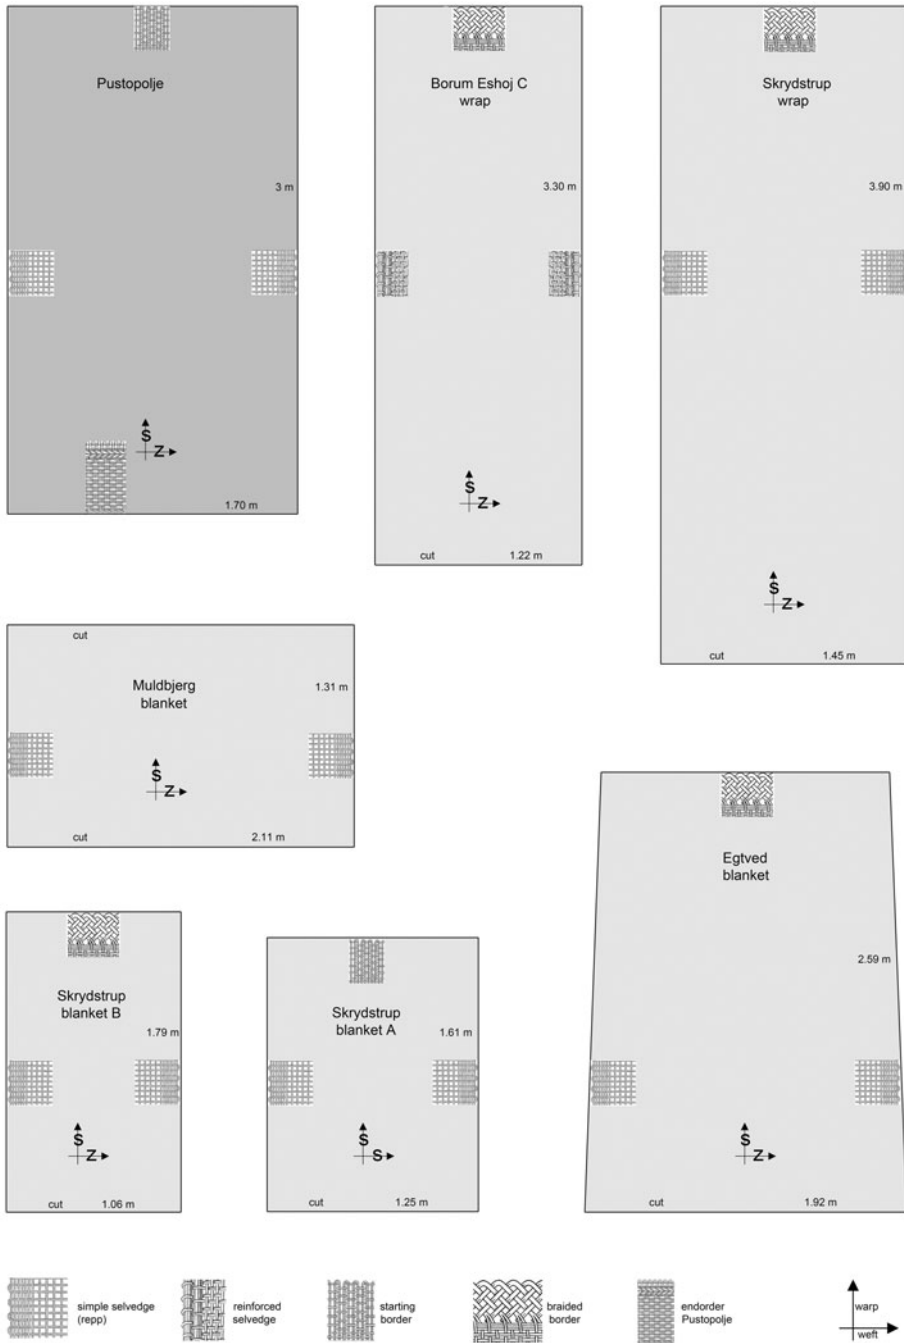 Pustopolje
3 m
S
Z
1.70 m
Borum Eshoj C
wrap
3.30 m
S
Z
cut
1.22 m
Skrydstrup
wrap
3.90 m
S
Z
cut
1.45 m
cut
Muldbjerg
blanket
1.31 m
S
Z
cut
2.11 m
Egtved
blanket
2.59 m
S
Z
cut
1.92 m
Skrydstrup
blanket B
1.79 m
S
Z
cut
1.06 m
Skrydstrup
blanket A
1.61 m
S
S
cut
1.25 m
simple selvedge
(repp)
reinforced
selvedge
starting
border
braided
border
endorder
Pustopolje
warp
weft